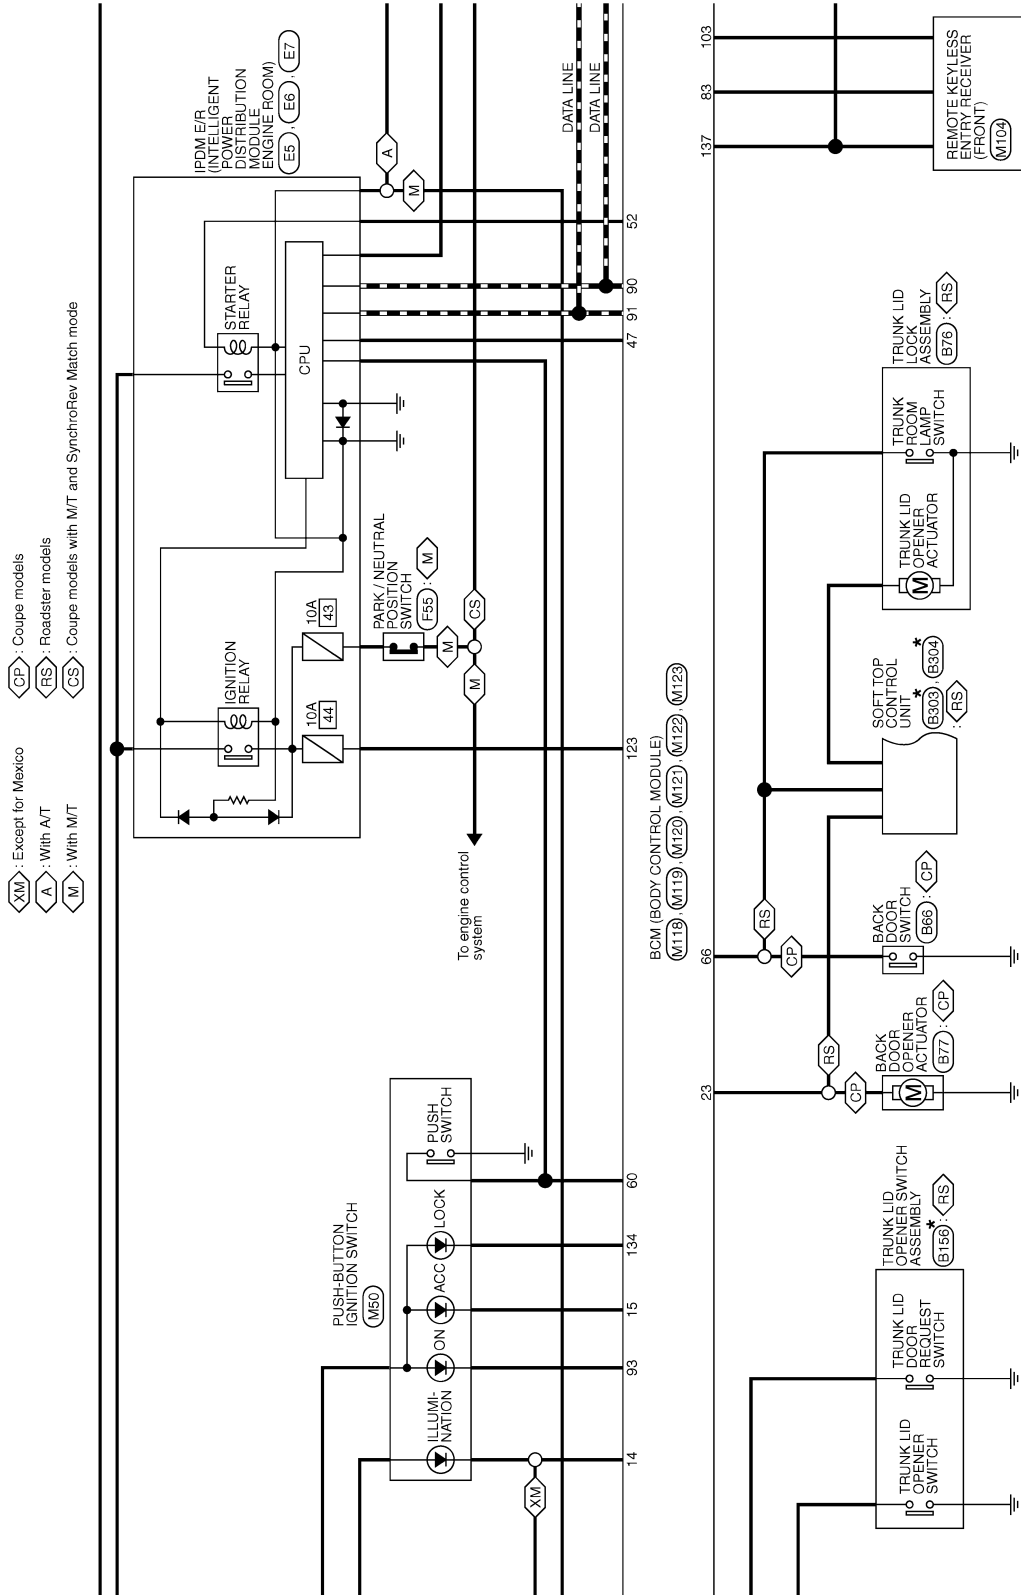 XM : Except for Mexico
A : With A/T
M : With M/T
CP : Coupe models
RS : Roadster models
CS : Coupe models with M/T and SynchroRev Match mode
IPDM E/R
(INTELLIGENT
POWER
DISTRIBUTION
MODULE
ENGINE ROOM)
E5 , E6 , E7
IGNITION
RELAY
STARTER
RELAY
CPU
10A
44
10A
43
PARK / NEUTRAL
POSITION
SWITCH
F55 : M
A
M
M
M
CS
To engine control
system
DATA LINE
DATA LINE
PUSH-BUTTON
IGNITION SWITCH
M50
ILLUMI-
NATION
ON
ACC
LOCK
PUSH
SWITCH
XM
14
93
15
134
60
123
47
91
90
52
BCM (BODY CONTROL MODULE)
M118 , M119 , M120 , M121 , M122 , M123
23
66
137
83
103
RS
CP
RS
CP
TRUNK LID
OPENER SWITCH
ASSEMBLY
B156* : RS
TRUNK LID
OPENER
SWITCH
TRUNK LID
DOOR
REQUEST
SWITCH
BACK
DOOR
OPENER
ACTUATOR
B77 : CP
M
BACK
DOOR
SWITCH
B66 : CP
SOFT TOP
CONTROL
UNIT
B303* , B304*
: RS
TRUNK LID
LOCK
ASSEMBLY
B76 : RS
TRUNK LID
OPENER
ACTUATOR
M
TRUNK
ROOM
LAMP
SWITCH
REMOTE KEYLESS
ENTRY RECEIVER
(FRONT)
M104